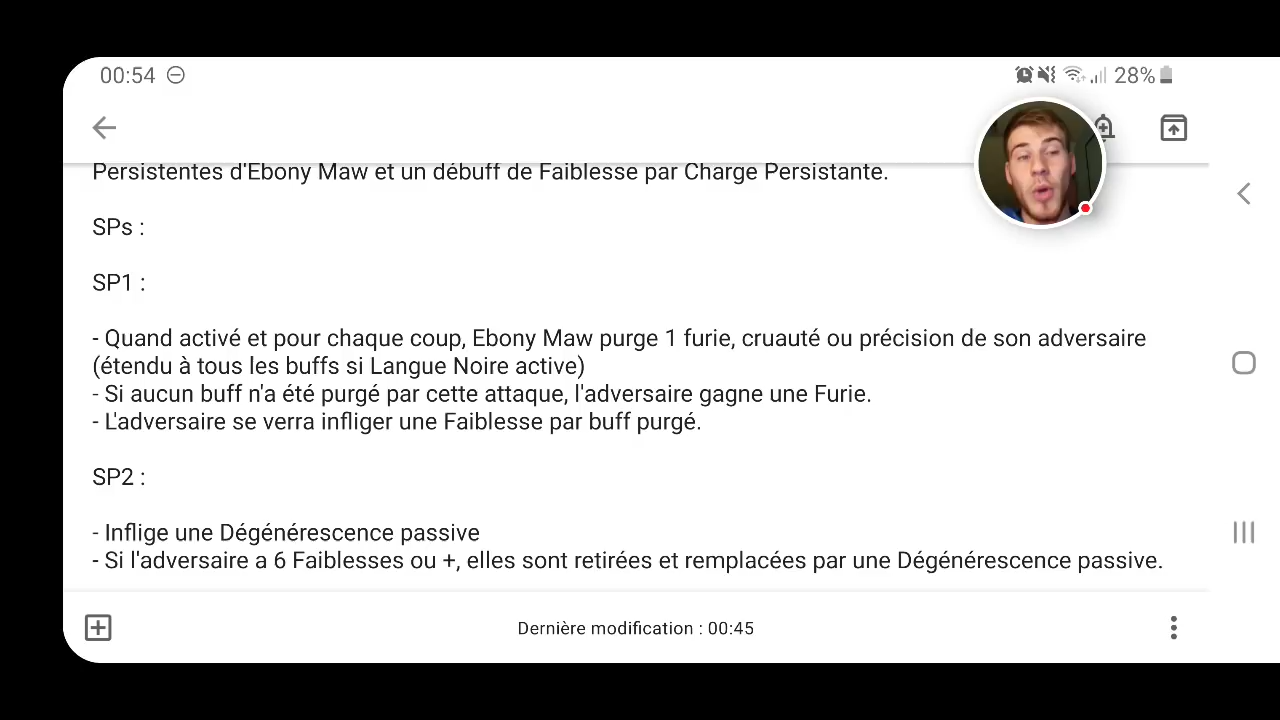 00:54
28%
Persistentes d'Ebony Maw et un débuff de Faiblesse par Charge Persistante.
SPs :
SP1 :
- Quand activé et pour chaque coup, Ebony Maw purge 1 furie, cruauté ou précision de son adversaire
(étendu à tous les buffs si Langue Noire active)
- Si aucun buff n'a été purgé par cette attaque, l'adversaire gagne une Furie.
- L'adversaire se verra infliger une Faiblesse par buff purgé.
SP2 :
- Inflige une Dégénérescence passive
- Si l'adversaire a 6 Faiblesses ou +, elles sont retirées et remplacées par une Dégénérescence passive.
Dernière modification : 00:45